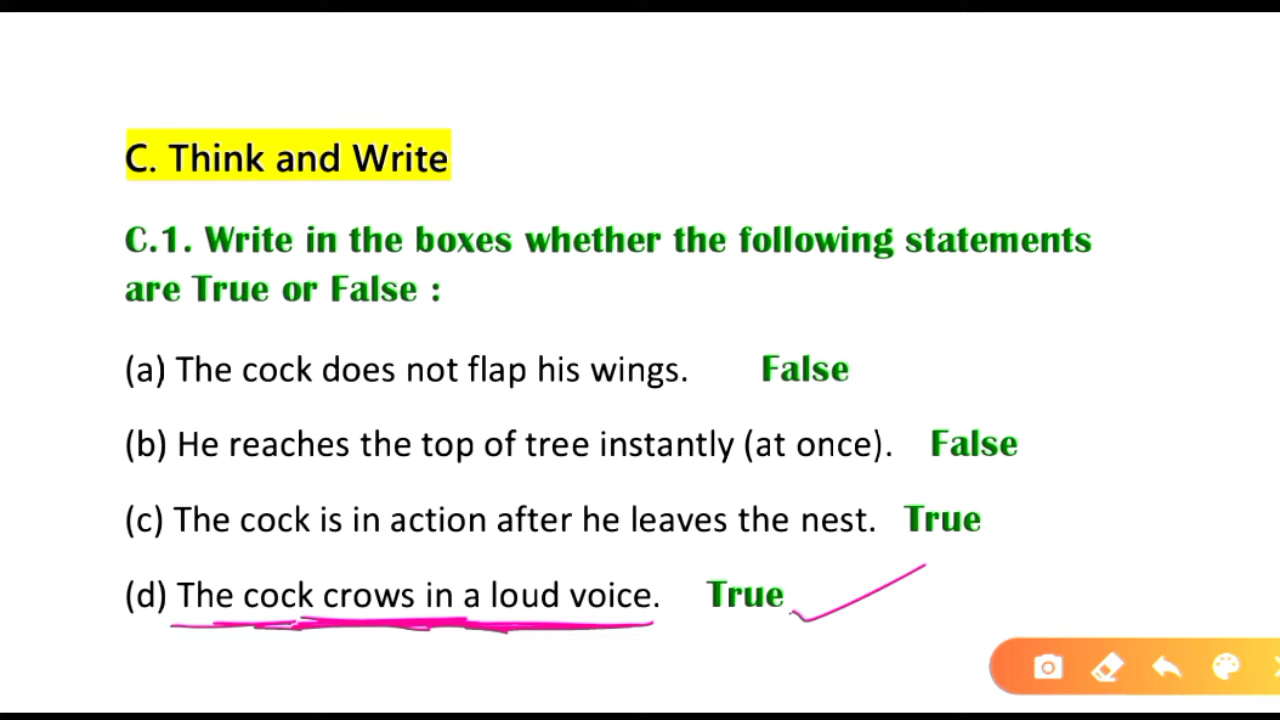 C. Think and Write
C.1. Write in the boxes whether the following statements
are True or False :
(a) The cock does not flap his wings. False
(b) He reaches the top of tree instantly (at once). False
(c) The cock is in action after he leaves the nest. True
(d) The cock crows in a loud voice. True